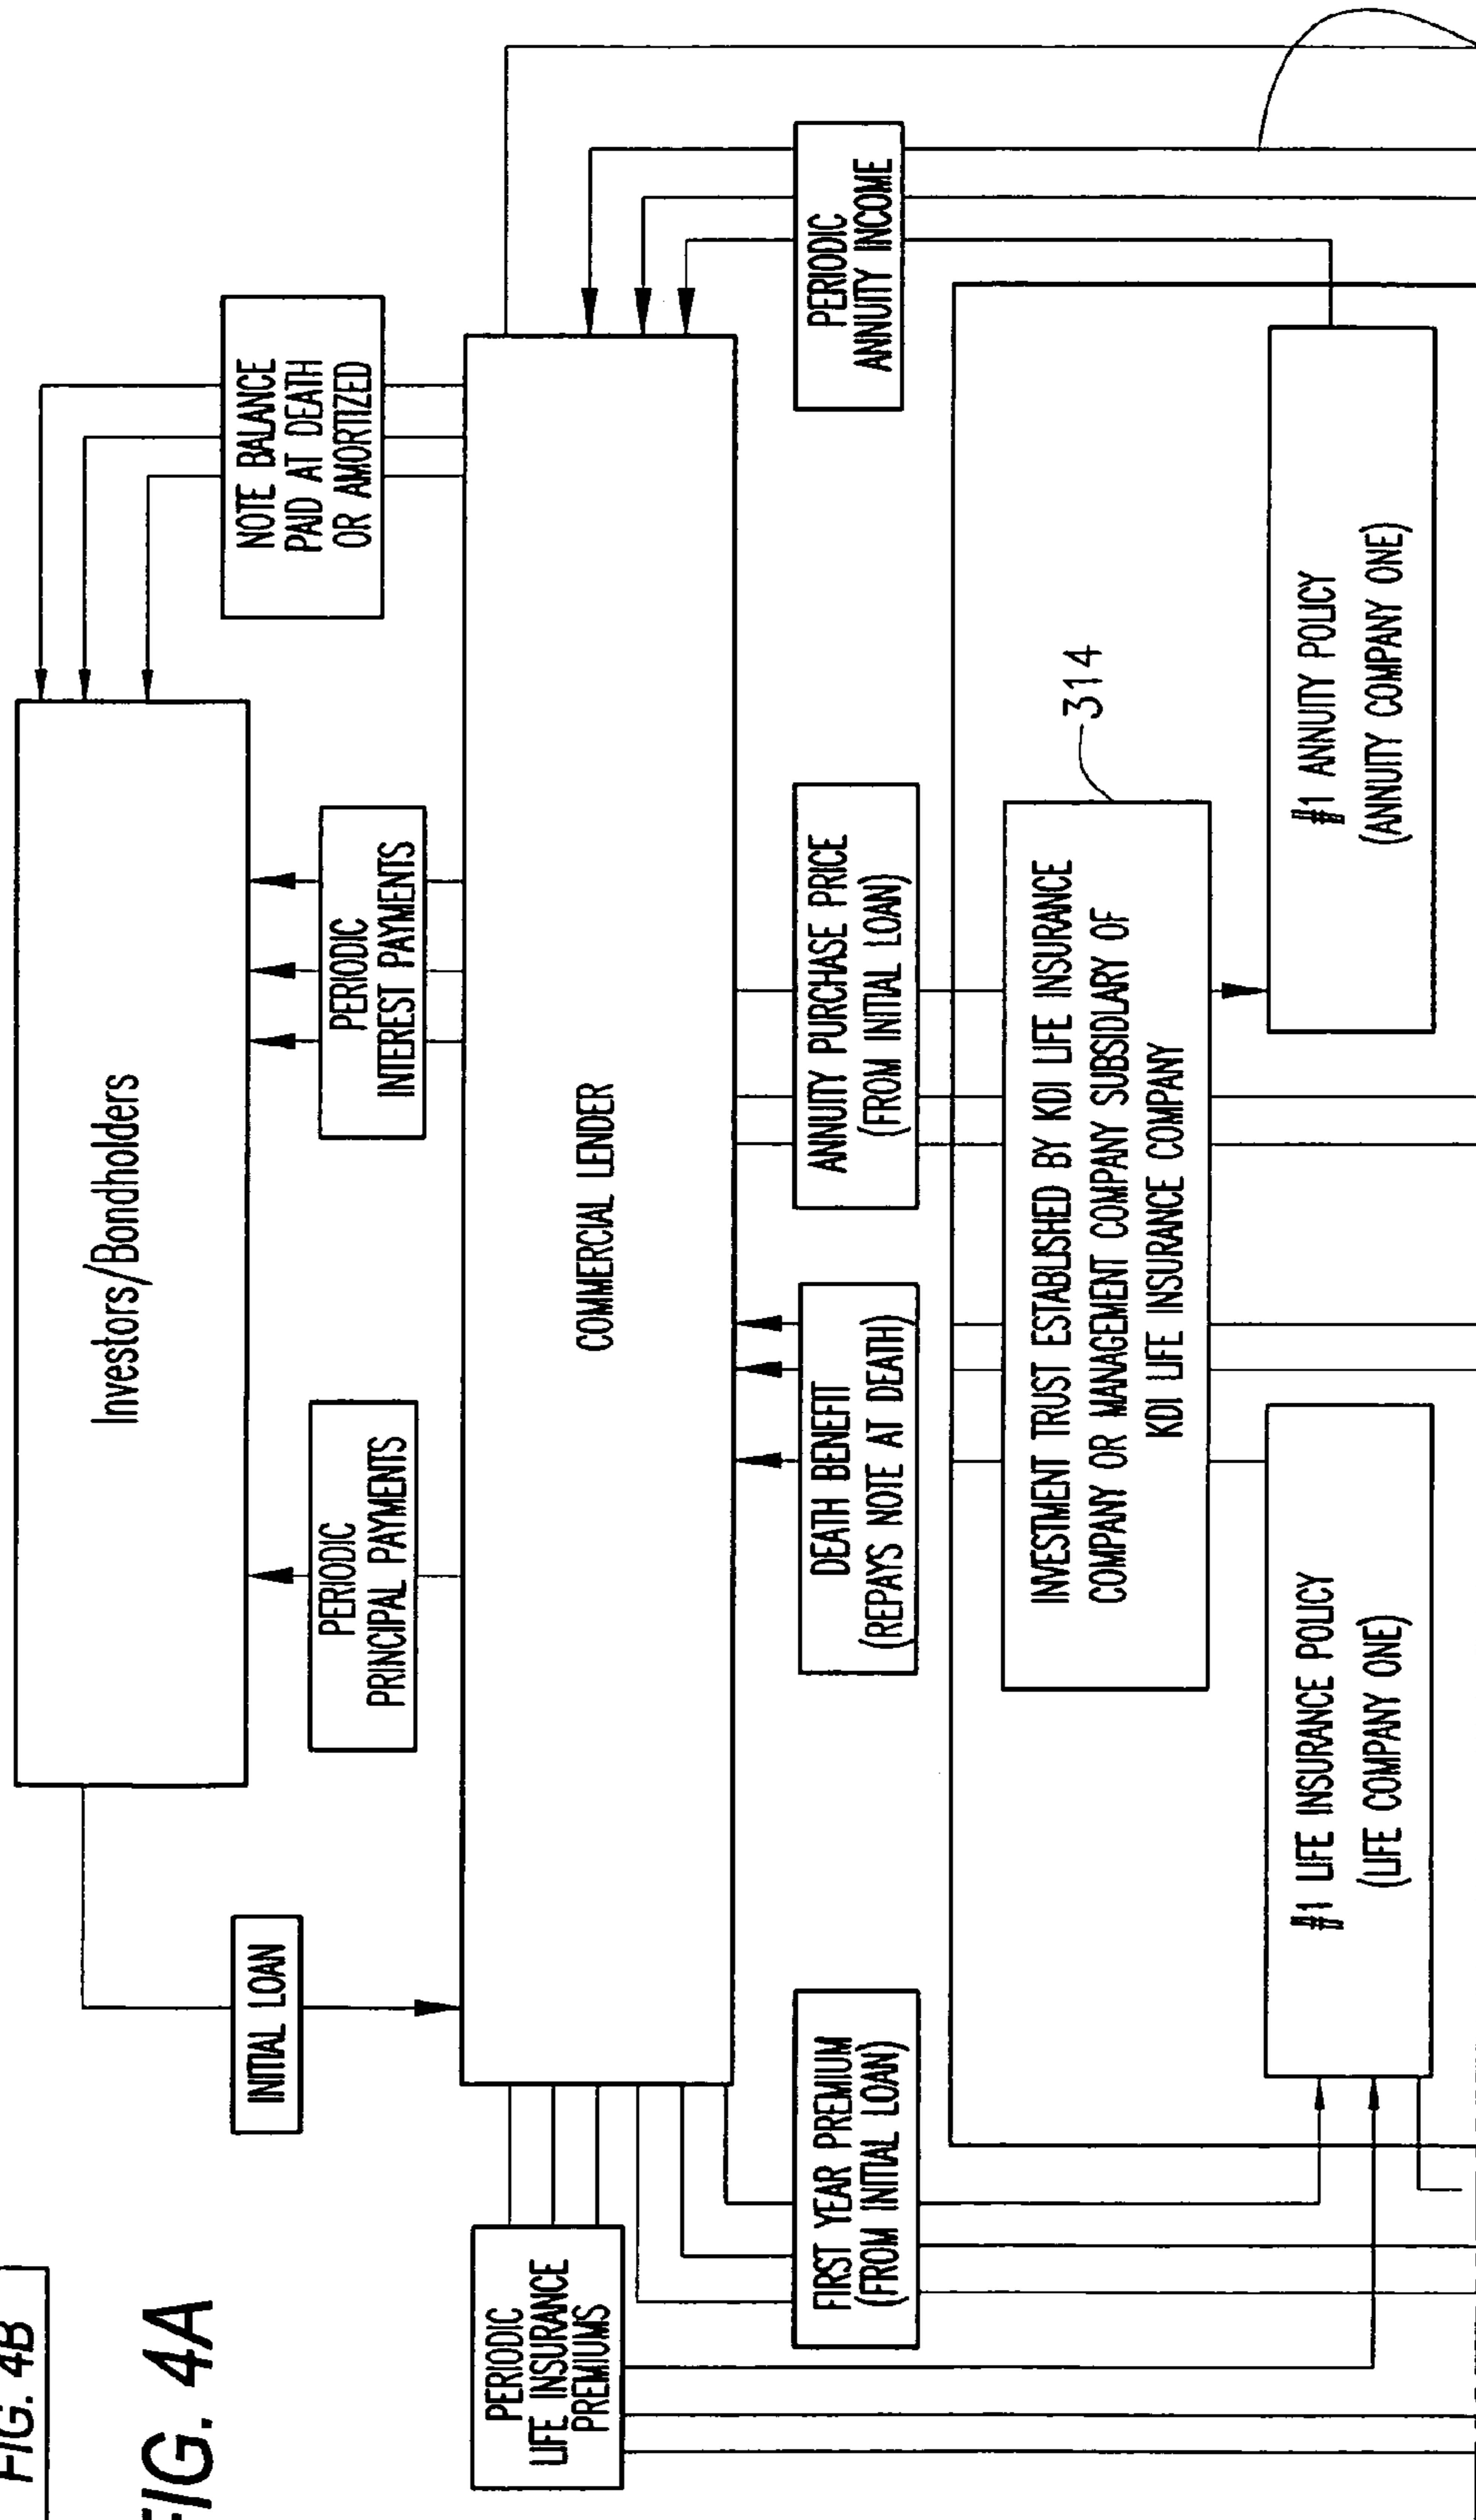 FIG. 4B
FIG. 4A
Investors/Bondholders
INITIAL LOAN
PERIODIC
PRINCIPAL PAYMENTS
PERIODIC
INTEREST PAYMENTS
NOTE BALANCE
PAID AT DEATH
OR AMORTIZED
PERIODIC
LIFE INSURANCE
PREMIUMS
COMMERCIAL LENDER
FIRST YEAR PREMIUM
(FROM INITIAL LOAN)
DEATH BENEFIT
(REPAYS NOTE AT DEATH)
ANNUITY PURCHASE PRICE
(FROM INITIAL LOAN)
PERIODIC
ANNUITY INCOME
INVESTMENT TRUST ESTABLISHED BY KDI LIFE INSURANCE
COMPANY OR MANAGEMENT COMPANY SUBSIDLARY OF
KDI LIFE INSURANCE COMPANY
314
#1 LIFE INSURANCE POLICY
(LIFE COMPANY ONE)
#1 ANNUITY POLICY
(ANNUITY COMPANY ONE)